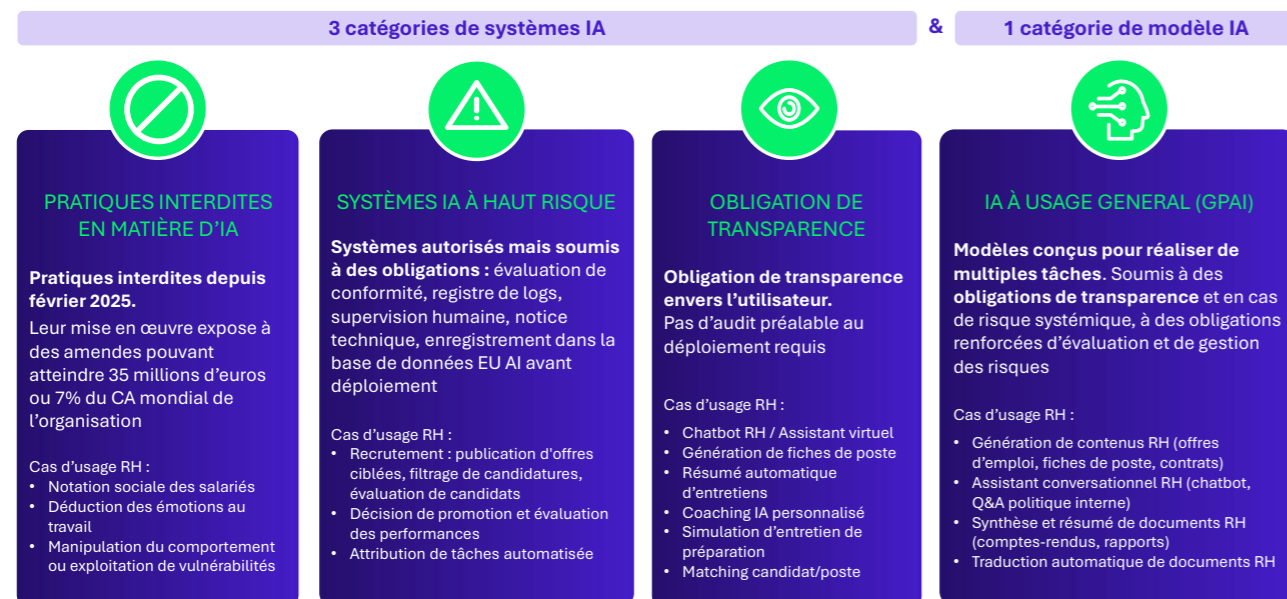 3 catégories de systèmes IA
&
1 catégorie de modèle IA
PRATIQUES INTERDITES
EN MATIÈRE D’IA
Pratiques interdites depuis
février 2025.
Leur mise en œuvre expose à
des amendes pouvant
atteindre 35 millions d’euros
ou 7% du CA mondial de
l’organisation
Cas d’usage RH :
• Notation sociale des salariés
• Déduction des émotions au
travail
• Manipulation du comportement
ou exploitation de vulnérabilités
SYSTÈMES IA À HAUT RISQUE
Systèmes autorisés mais soumis
à des obligations : évaluation de
conformité, registre de logs,
supervision humaine, notice
technique, enregistrement dans la
base de données EU AI avant
déploiement
Cas d’usage RH :
• Recrutement : publication d'offres
ciblées, filtrage de candidatures,
évaluation de candidats
• Décision de promotion et évaluation
des performances
• Attribution de tâches automatisée
OBLIGATION DE
TRANSPARENCE
Obligation de transparence
envers l’utilisateur.
Pas d’audit préalable au
déploiement requis
Cas d’usage RH :
• Chatbot RH / Assistant virtuel
• Génération de fiches de poste
• Résumé automatique
d’entretiens
• Coaching IA personnalisé
• Simulation d’entretien de
préparation
• Matching candidat/poste
IA À USAGE GENERAL (GPAI)
Modèles conçus pour réaliser de
multiples tâches. Soumis à des
obligations de transparence et en cas
de risque systémique, à des obligations
renforcées d’évaluation et de gestion
des risques
Cas d’usage RH :
• Génération de contenus RH (offres
d’emploi, fiches de poste, contrats)
• Assistant conversationnel RH (chatbot,
Q&A politique interne)
• Synthèse et résumé de documents RH
(comptes-rendus, rapports)
• Traduction automatique de documents RH